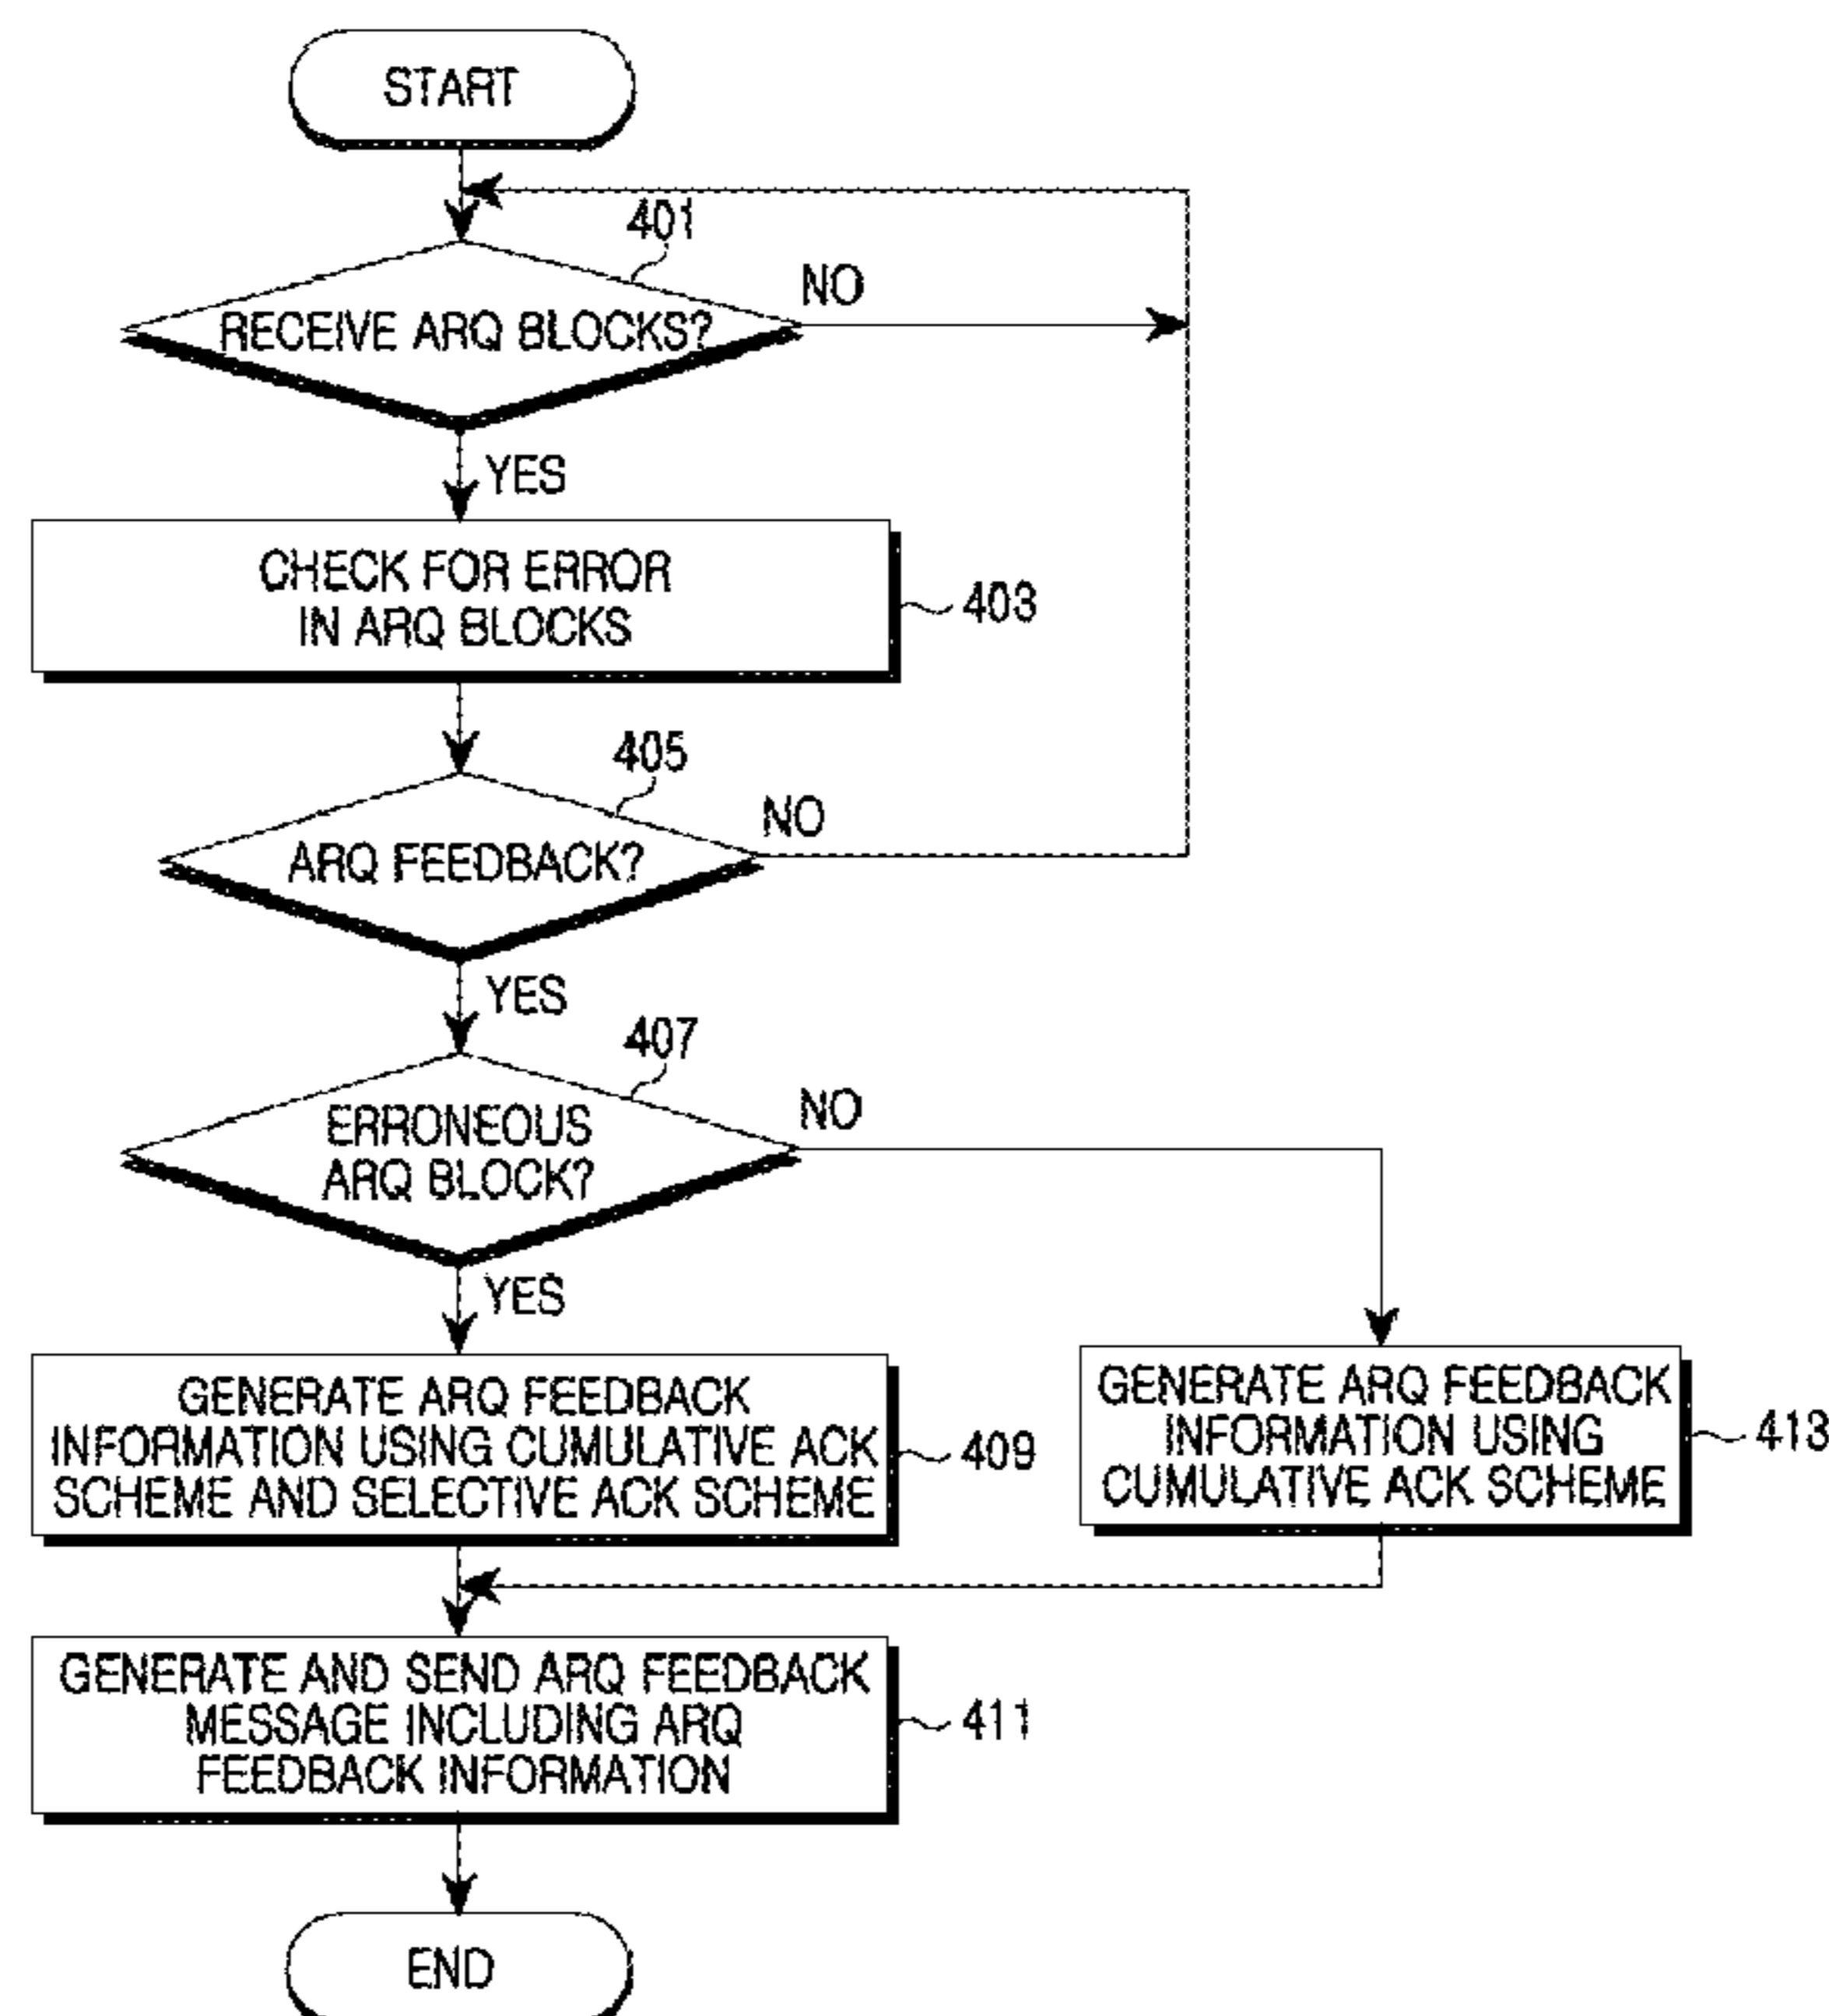 START
401
NO
RECEIVE ARQ BLOCKS?
YES
CHECK FOR ERROR
IN ARQ BLOCKS
403
405
NO
ARQ FEEDBACK?
YES
407
NO
ERRONEOUS
ARQ BLOCK?
YES
GENERATE ARQ FEEDBACK
INFORMATION USING CUMULATIVE ACK
SCHEME AND SELECTIVE ACK SCHEME
409
GENERATE ARQ FEEDBACK
INFORMATION USING
CUMULATIVE ACK SCHEME
413
GENERATE AND SEND ARQ FEEDBACK
MESSAGE INCLUDING ARQ
FEEDBACK INFORMATION
411
END